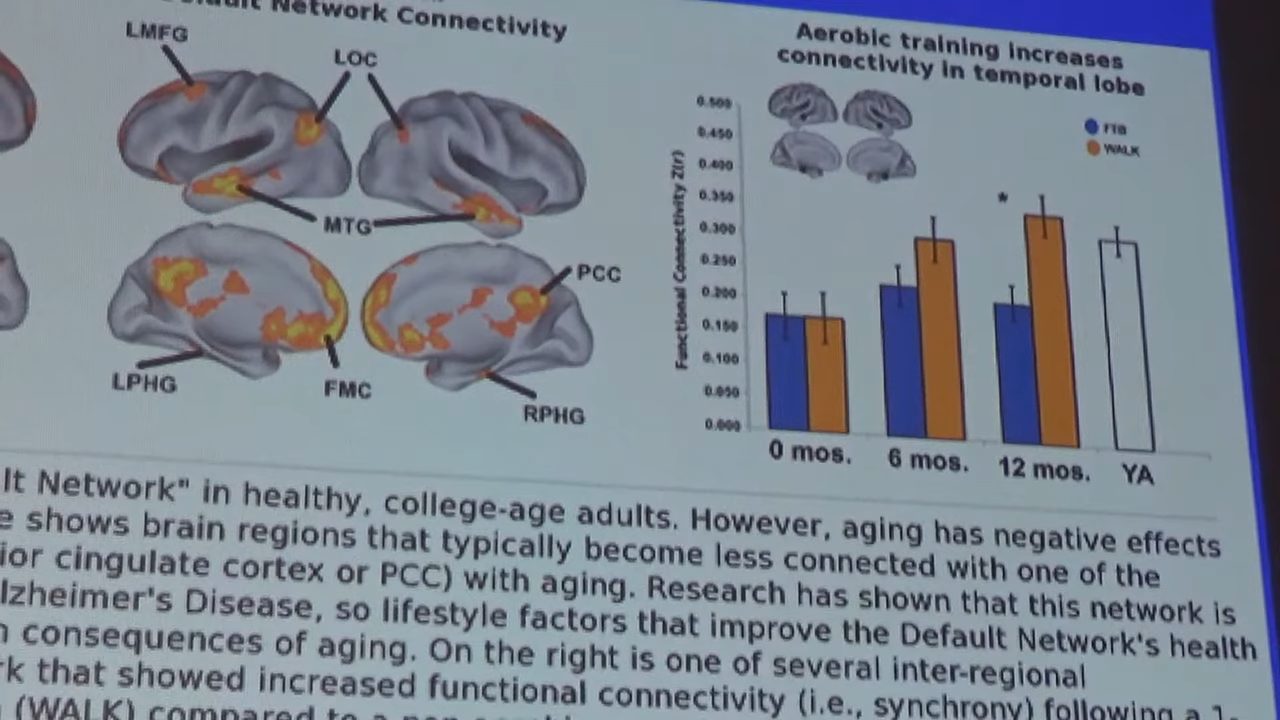 Network Connectivity
LMFG
LOC
MTG
PCC
LPHG
FMC
RPHG
Aerobic training increases
connectivity in temporal lobe
FTB
WALK
Functional Connectivity Z(r)
0.500
0.450
0.400
0.350
0.300
0.250
0.200
0.150
0.100
0.050
0.000
*
0 mos.
6 mos.
12 mos.
YA
lt Network" in healthy, college-age adults. However, aging has negative effects
e shows brain regions that typically become less connected with one of the
ior cingulate cortex or PCC) with aging. Research has shown that this network is
lzheimer's Disease, so lifestyle factors that improve the Default Network's health
n consequences of aging. On the right is one of several inter-regional
rk that showed increased functional connectivity (i.e., synchrony) following a 1-
(WALK) compared to a